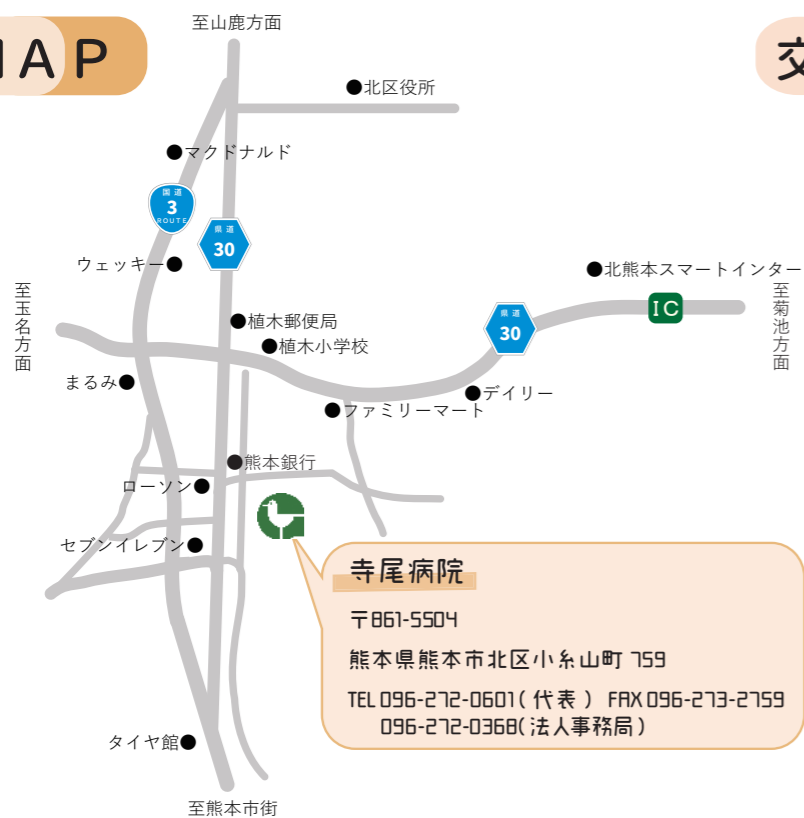 至山鹿方面
MAP
交
●北区役所
●マクドナルド
国道
3
ROUTE
県道
30
ウェッキー●
●北熊本スマートインター
至玉名方面
至菊池方面
IC
県道
30
●植木郵便局
●植木小学校
まるみ●
●デイリー
●ファミリーマート
●熊本銀行
ローソン●
セブンイレブン●
寺尾病院
〒861-5504
熊本県熊本市北区小糸山町 759
TEL 096-272-0601( 代表 ) FAX 096-273-2759
096-272-0368(法人事務局)
タイヤ館●
至熊本市街